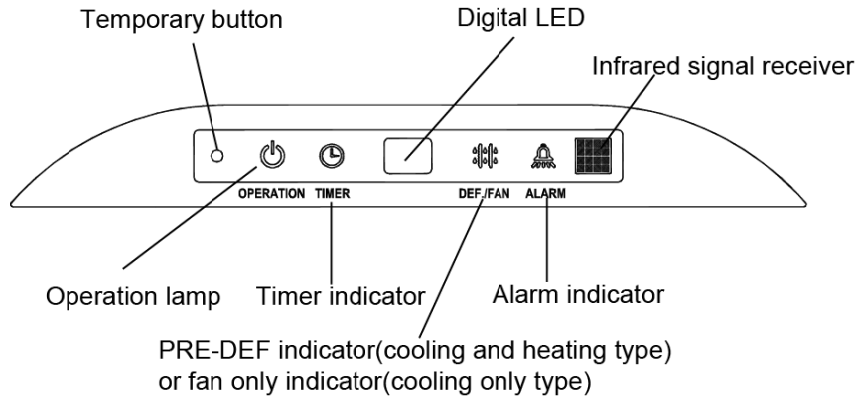 Temporary button
Digital LED
Infrared signal receiver
OPERATION TIMER
DEF./FAN ALARM
Operation lamp
Timer indicator
Alarm indicator
PRE-DEF indicator(cooling and heating type)
or fan only indicator(cooling only type)